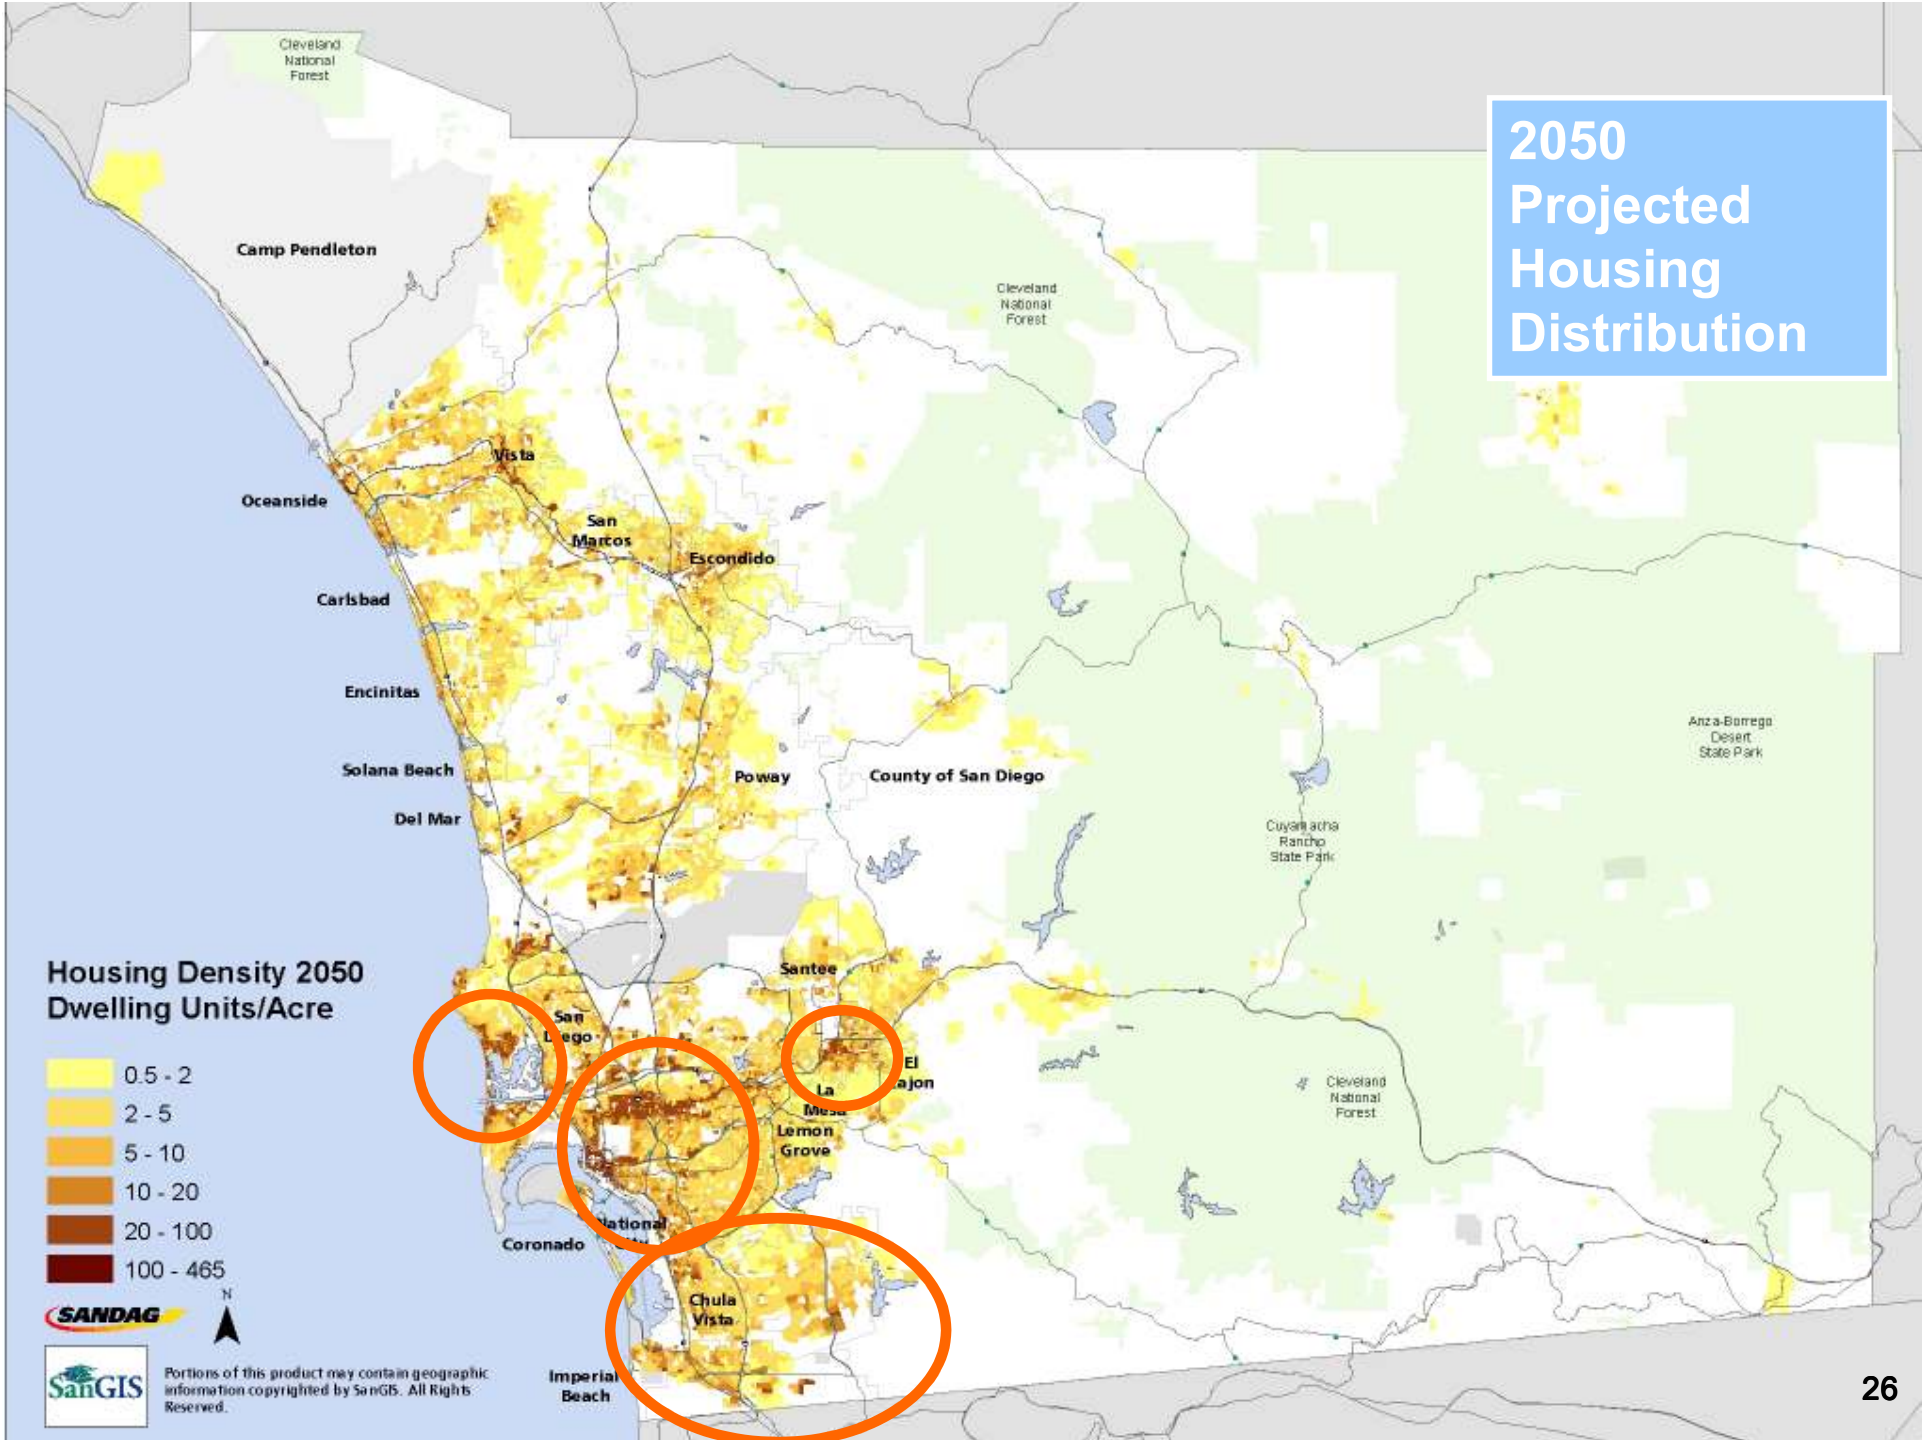 Cleveland
National
Forest
2050
Projected
Housing
Distribution
Camp Pendleton
Cleveland
National
Forest
Vista
Oceanside
San
Marcos
Escondido
Carlsbad
Encinitas
Anza-Borrego
Desert
State Park
Solana Beach
Poway
County of San Diego
Del Mar
Cuyamacha
Rancho
State Park
Housing Density 2050
Dwelling Units/Acre
0.5 - 2
2 - 5
5 - 10
10 - 20
20 - 100
100 - 465
Santee
San
Diego
El
Cajon
La
Mesa
Lemon
Grove
Cleveland
National
Forest
National
City
Coronado
Chula
Vista
Imperial
Beach
N
SANDAG
SanGIS
Portions of this product may contain geographic
information copyrighted by SanGIS. All Rights
Reserved.
26